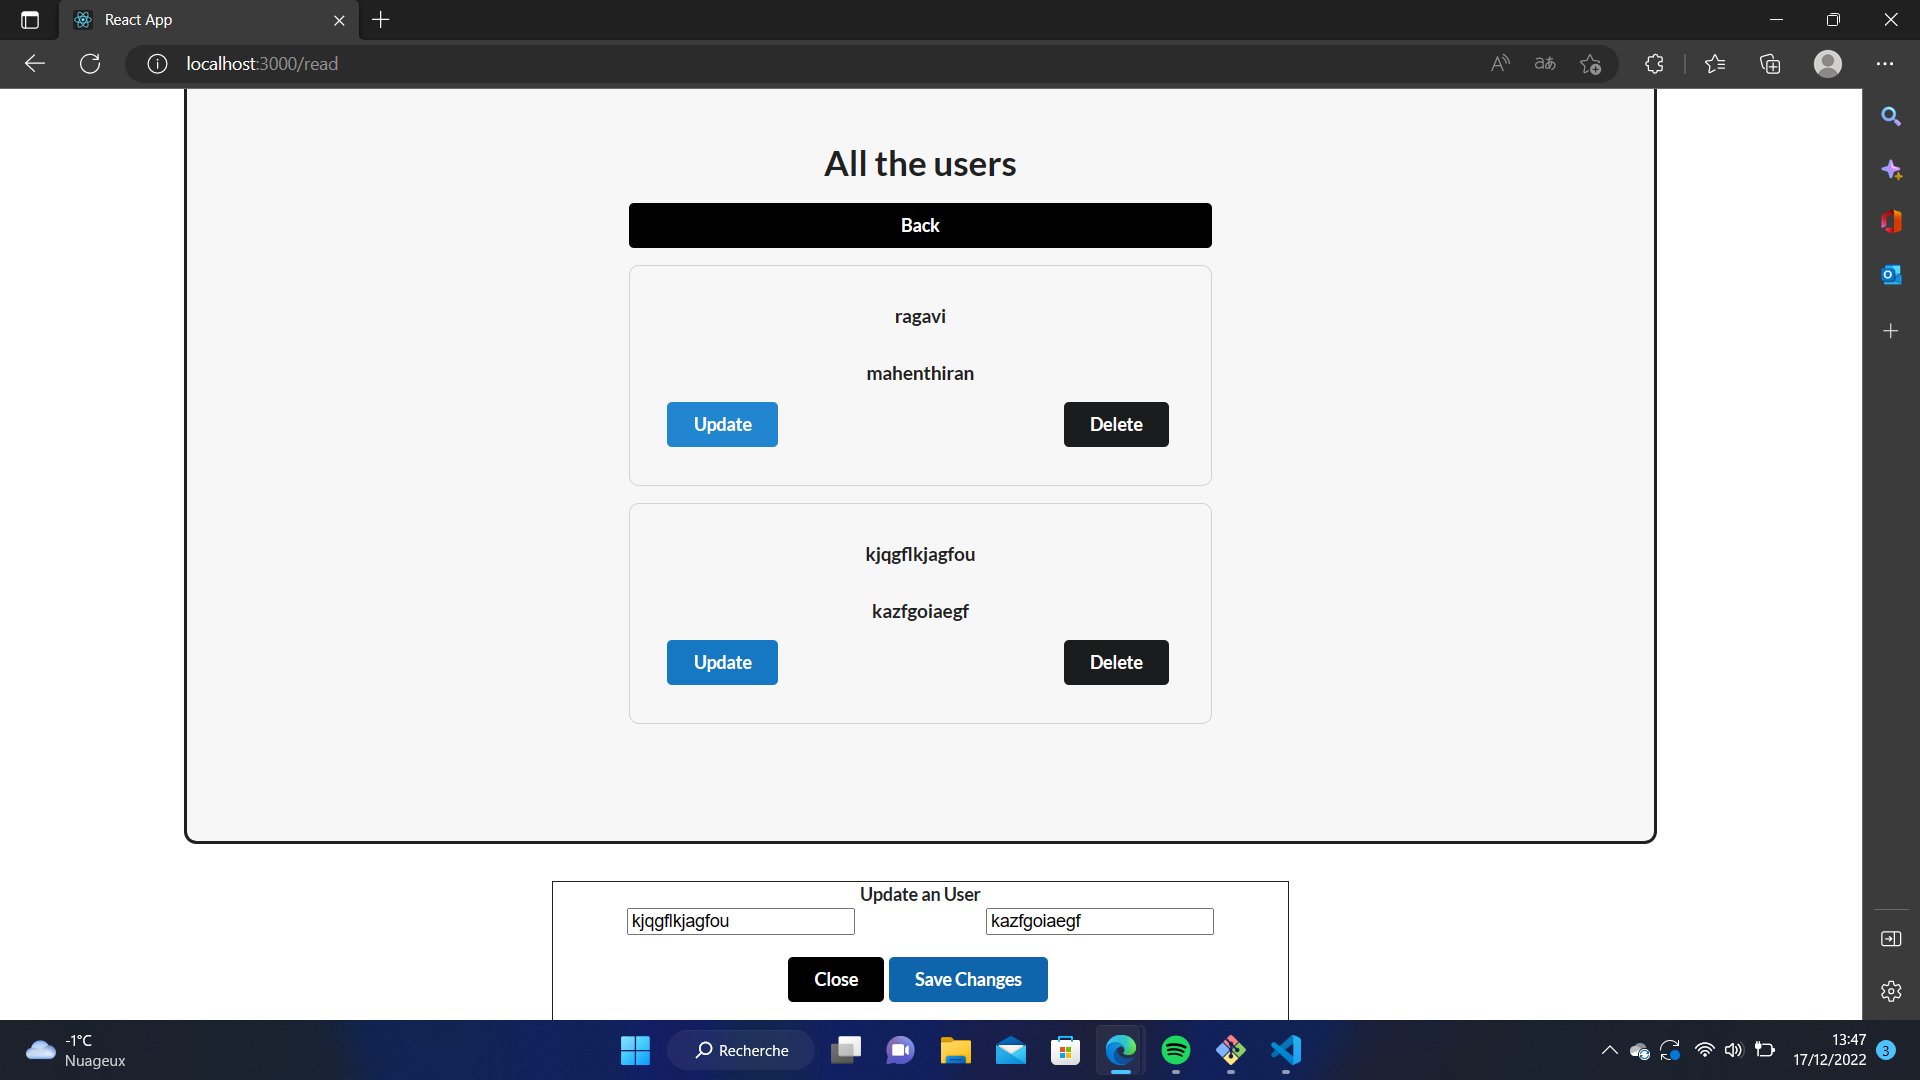 React App
localhost:3000/read
All the users
Back
ragavi
mahenthiran
Update
Delete
kjqgflkjagfou
kazfgoiaegf
Update
Delete
Update an User
kjqgflkjagfou
kazfgoiaegf
Close
Save Changes
-1°C
Nuageux
Recherche
13:47
17/12/2022
3